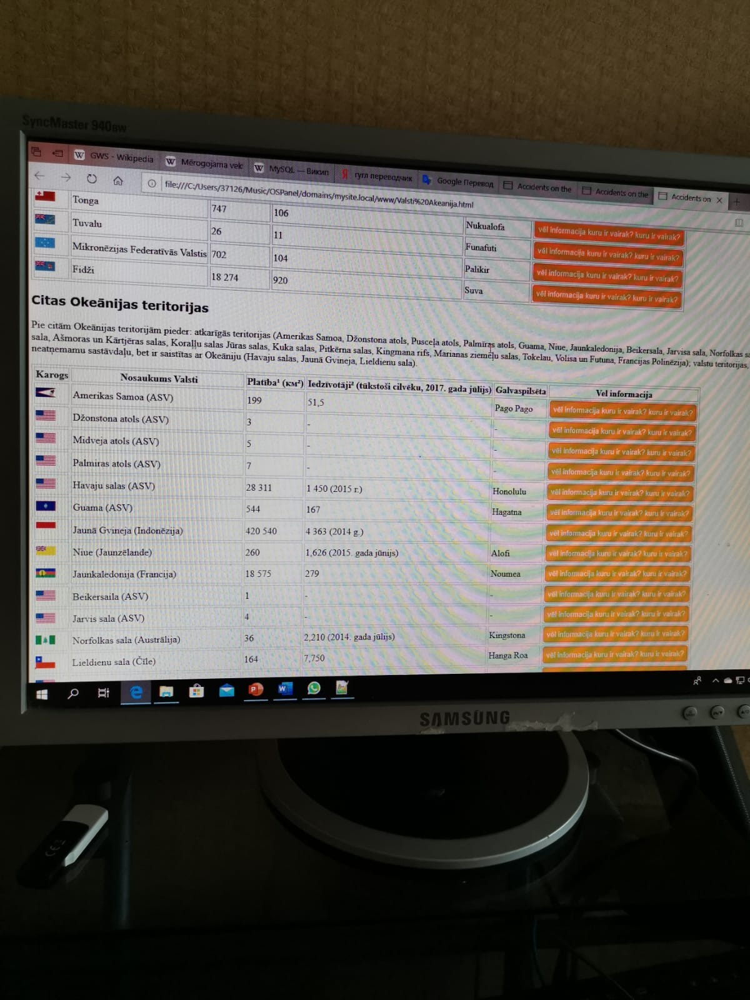 SyncMaster 940BW
GWS - Wikipedia
Mērogojama vek
MySQL — Викип
гугл переводчик
Google Перевод
Accidents on the
Accidents on the
Accidents on
file:///C:/Users/37126/Music/OSPanel/domains/mysite.local/www/Valsti%20Akeanija.html
Tonga 747 106 Nukualofa vēl informacija kuru ir vairak? kuru ir vairak?
Tuvalu 26 11 Funafuti vēl informacija kuru ir vairak? kuru ir vairak?
Mikronēzijas Federatīvās Valstis 702 104 Palikir vēl informacija kuru ir vairak? kuru ir vairak?
Fidži 18 274 920 Suva vēl informacija kuru ir vairak? kuru ir vairak?
Citas Okeānijas teritorijas
Pie citām Okeānijas teritorijām pieder: atkarīgās teritorijas (Amerikas Samoa, Džonstona atols, Pusceļa atols, Palmīras atols, Guama, Niue, Jaunkaledonija, Beikersala, Jarvisa sala, Norfolkas sa
sala, Ašmoras un Kārtjēras salas, Koraļļu salas Jūras salas, Kuka salas, Pitkērna salas, Kingmana rifs, Marianas ziemeļu salas, Tokelau, Volisa un Futuna, Francijas Polinēzija); valstu teritorijas,
neatņemamu sastāvdaļu, bet ir saistītas ar Okeāniju (Havaju salas, Jaunā Gvineja, Lieldienu sala).
Karogs Nosaukums Valsti Platība¹ (км²) Iedzīvotāji² (tūkstoši cilvēku, 2017. gada jūlijs) Galvaspilsēta Vel informacija
Amerikas Samoa (ASV) 199 51,5 Pago Pago vēl informacija kuru ir vairak? kuru ir vairak?
Džonstona atols (ASV) 3 - - vēl informacija kuru ir vairak? kuru ir vairak?
Midveja atols (ASV) 5 - - vēl informacija kuru ir vairak? kuru ir vairak?
Palmiras atols (ASV) 7 - - vēl informacija kuru ir vairak? kuru ir vairak?
Havaju salas (ASV) 28 311 1 450 (2015 г.) Honolulu vēl informacija kuru ir vairak? kuru ir vairak?
Guama (ASV) 544 167 Hagatna vēl informacija kuru ir vairak? kuru ir vairak?
Jaunā Gvineja (Indonēzija) 420 540 4 363 (2014 g.) vēl informacija kuru ir vairak? kuru ir vairak?
Niue (Jaunzēlande) 260 1,626 (2015. gada jūnijs) Alofi vēl informacija kuru ir vairak? kuru ir vairak?
Jaunkaledonija (Francija) 18 575 279 Noumea vēl informacija kuru ir vairak? kuru ir vairak?
Beikersaila (ASV) 1 - - vēl informacija kuru ir vairak? kuru ir vairak?
Jarvis sala (ASV) 4 - - vēl informacija kuru ir vairak? kuru ir vairak?
Norfolkas sala (Austrālija) 36 2,210 (2014. gada jūlijs) Kingstona vēl informacija kuru ir vairak? kuru ir vairak?
Lieldienu sala (Čīle) 164 7,750 Hanga Roa vēl informacija kuru ir vairak? kuru ir vairak?
SAMSUNG
CE